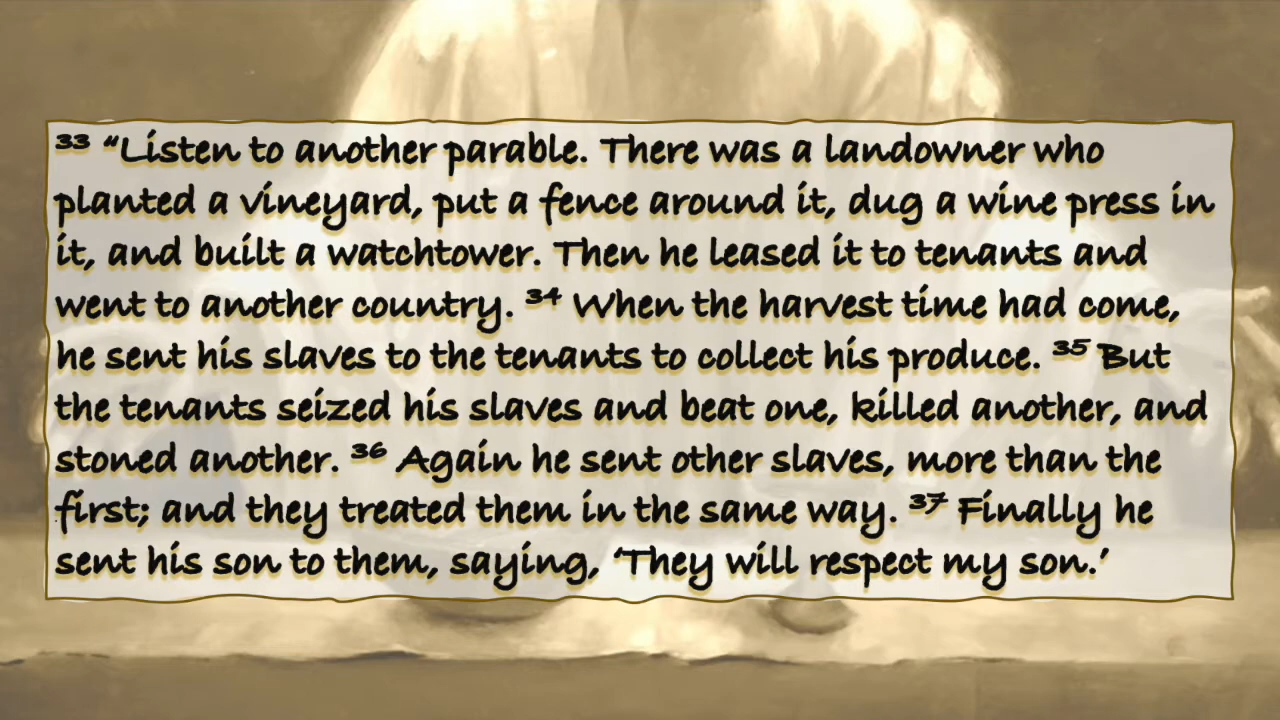 ³³ “Listen to another parable. There was a landowner who
planted a vineyard, put a fence around it, dug a wine press in
it, and built a watchtower. Then he leased it to tenants and
went to another country. ³⁴ When the harvest time had come,
he sent his slaves to the tenants to collect his produce. ³⁵ But
the tenants seized his slaves and beat one, killed another, and
stoned another. ³⁶ Again he sent other slaves, more than the
first; and they treated them in the same way. ³⁷ Finally he
sent his son to them, saying, ‘They will respect my son.’